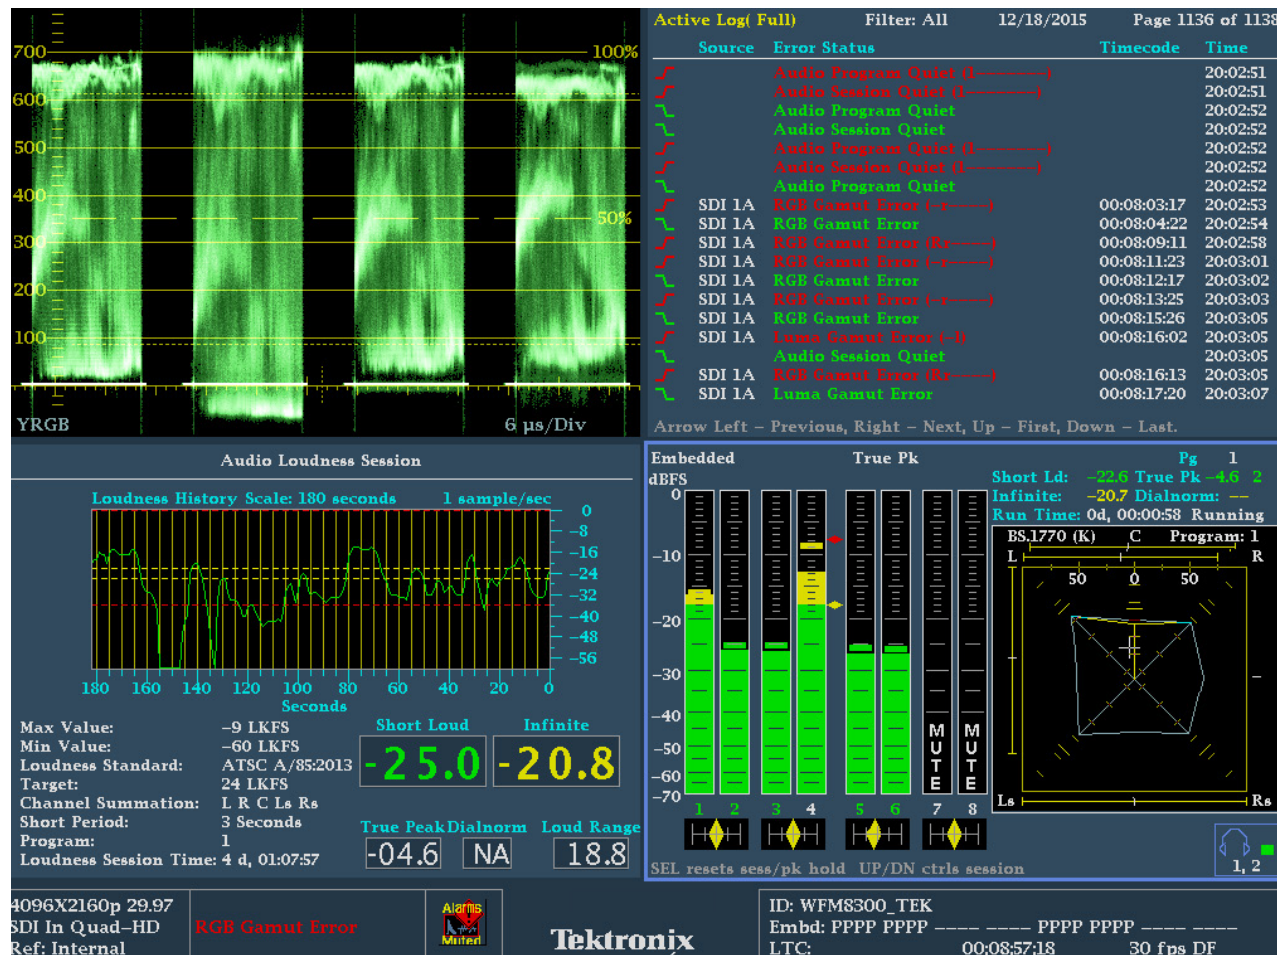 700
100%
600
500
400
50%
300
200
100
YRGB 6 µs/Div
Active Log( Full) Filter: All 12/18/2015 Page 1136 of 1138
Source Error Status Timecode Time
Audio Program Quiet (1----------) 20:02:51
Audio Session Quiet (1----------) 20:02:51
Audio Program Quiet 20:02:52
Audio Session Quiet 20:02:52
Audio Program Quiet (1----------) 20:02:52
Audio Session Quiet (1----------) 20:02:52
Audio Program Quiet 20:02:52
SDI 1A RGB Gamut Error (-r------) 00:08:03:17 20:02:53
SDI 1A RGB Gamut Error 00:08:04:22 20:02:54
SDI 1A RGB Gamut Error (Rr------) 00:08:09:11 20:02:58
SDI 1A RGB Gamut Error (-r------) 00:08:11:23 20:03:01
SDI 1A RGB Gamut Error 00:08:12:17 20:03:02
SDI 1A RGB Gamut Error (-r------) 00:08:13:25 20:03:03
SDI 1A RGB Gamut Error 00:08:15:26 20:03:05
SDI 1A Luma Gamut Error (-l) 00:08:16:02 20:03:05
Audio Session Quiet 20:03:05
SDI 1A RGB Gamut Error (Rr------) 00:08:16:13 20:03:05
SDI 1A Luma Gamut Error 00:08:17:20 20:03:07
Arrow Left – Previous, Right – Next, Up – First, Down – Last.
Audio Loudness Session
Loudness History Scale: 180 seconds 1 sample/sec
0
-8
-16
-24
-32
-40
-48
-56
180 160 140 120 100 80 60 40 20 0
Seconds
Max Value: -9 LKFS
Min Value: -60 LKFS
Loudness Standard: ATSC A/85:2013
Target: 24 LKFS
Channel Summation: L R C Ls Rs
Short Period: 3 Seconds
Program: 1
Loudness Session Time: 4 d, 01:07:57
Short Loud Infinite
-25.0 -20.8
True Peak Dialnorm Loud Range
-04.6 NA 18.8
Embedded True Pk Pg 1
dBFS
0
-10
-20
-30
-40
-50
-60
-70
MUTE MUTE
1 2 3 4 5 6 7 8
Short Ld: -22.6 True Pk -4.6 2
Infinite: -20.7 Dialnorm: --
Run Time: 0d, 00:00:58 Running
BS.1770 (K) C Program: 1
L R
50 0 50
Ls Rs
SEL resets sess/pk hold UP/DN ctrls session
1, 2
4096X2160p 29.97
SDI In Quad-HD
Ref: Internal
RGB Gamut Error
Alarms
Muted
Tektronix
ID: WFM8300_TEK
Embd: PPPP PPPP ---- ---- PPPP PPPP ---- ----
LTC: 00:08:57;18 30 fps DF